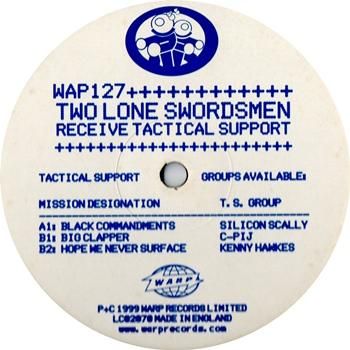 WAP127+++++++++++++
TWO LONE SWORDSMEN
RECEIVE TACTICAL SUPPORT
++++++++++++++++++++++++
TACTICAL SUPPORT GROUPS AVAILABLE:
MISSION DESIGNATION T. S. GROUP
A1: BLACK COMMANDMENTS SILICON SCALLY
B1: BIG CLAPPER C-PIJ
B2: HOPE WE NEVER SURFACE KENNY HAWKES
WARP
P+C 1999 WARP RECORDS LIMITED
LC02070 MADE IN ENGLAND
www.warprecords.com